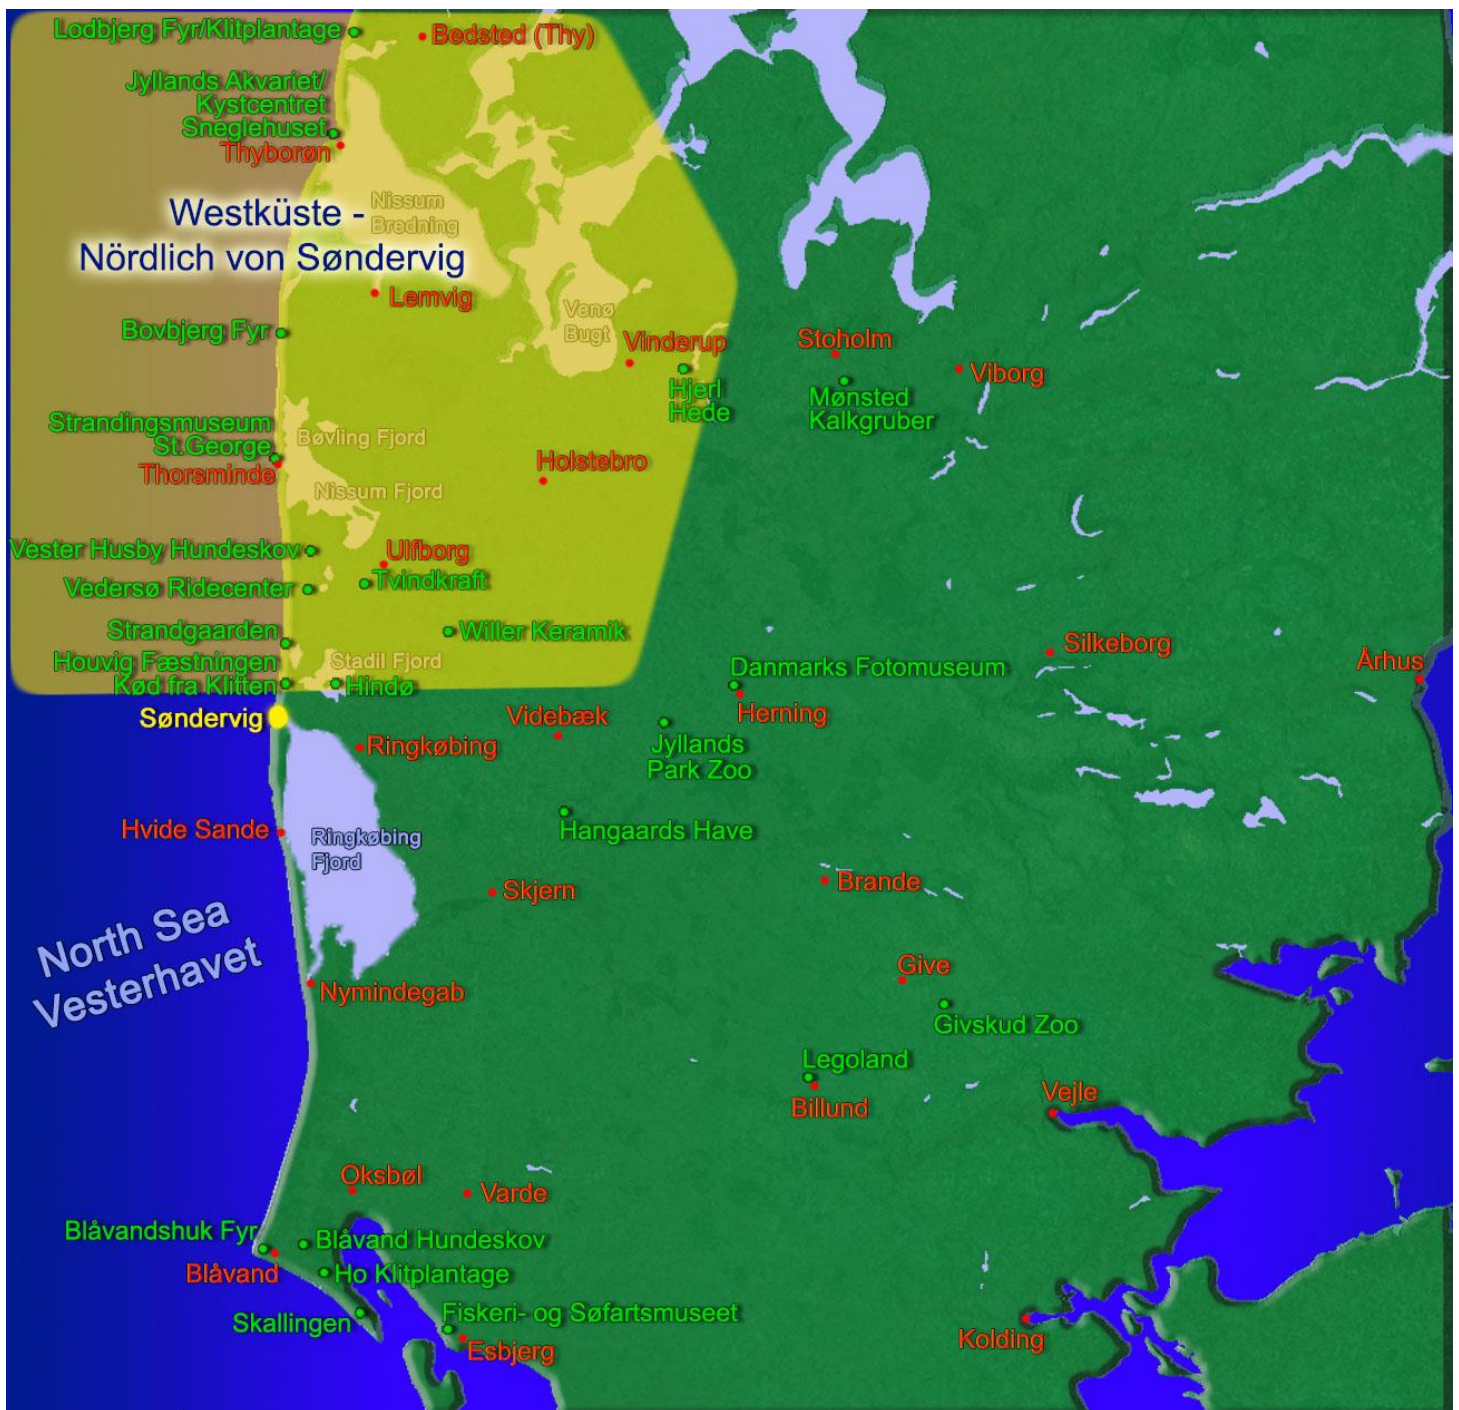 Lodbjerg Fyr/Klitplantage
Bedsted (Thy)
Jyllands Akvariet/
Kystcentret
Sneglehuset
Thyborøn
Nissum
Bredning
Westküste -
Nördlich von Søndervig
Lemvig
Venø
Bugt
Bovbjerg Fyr
Vinderup
Hjerl
Hede
Stoholm
Mønsted
Kalkgruber
Viborg
Strandingsmuseum
St.George
Thorsminde
Bøvling Fjord
Nissum Fjord
Holstebro
Vester Husby Hundeskov
Ulfborg
Tvindkraft
Vedersø Ridecenter
Strandgaarden
Willer Keramik
Houvig Fæstningen
Kød fra Klitten
Stadil Fjord
Hindø
Silkeborg
Århus
Danmarks Fotomuseum
Herning
Søndervig
Videbæk
Ringkøbing
Jyllands
Park Zoo
Hvide Sande
Ringkøbing
Fjord
Hangaards Have
Skjern
Brande
North Sea
Vesterhavet
Nymindegab
Give
Givskud Zoo
Legoland
Billund
Vejle
Oksbøl
Varde
Blåvandshuk Fyr
Blåvand Hundeskov
Blåvand
Ho Klitplantage
Skallingen
Fiskeri- og Søfartsmuseet
Esbjerg
Kolding